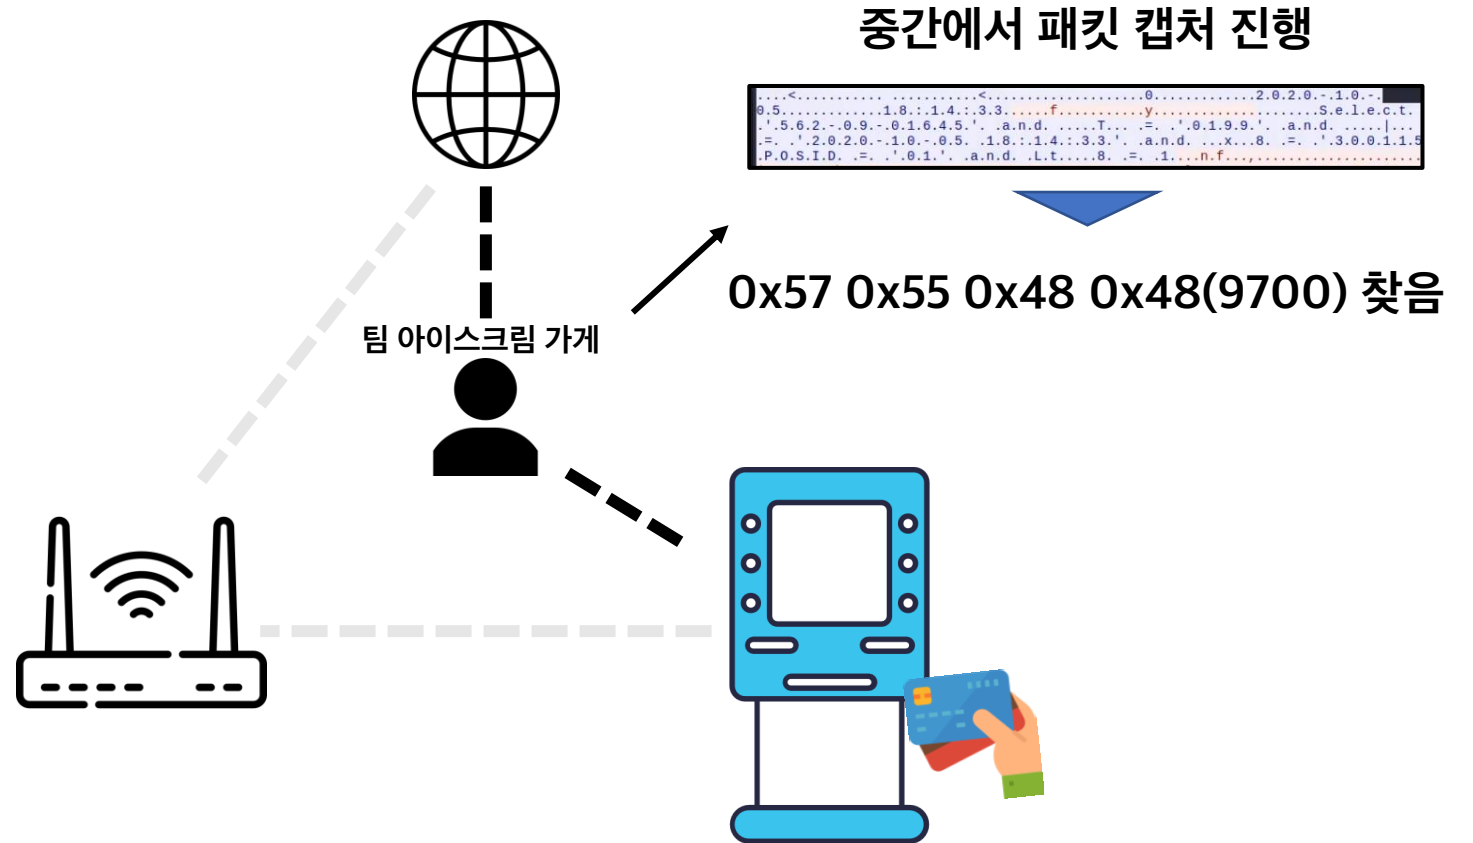 중간에서 패킷 캡처 진행
....<........... ............<....................0.............2.0.2.0.-.1.0.-.
0.5.............1.8.:.1.4.:.3.3......f...........y.....................S.e.l.e.c.t.
.'.5.6.2.-.0.9.-.0.1.6.4.5.'. .a.n.d. .....T... .=. .'.0.1.9.9.'. .a.n.d. .....|...
.=. .'.2.0.2.0.-.1.0.-.0.5. .1.8.:.1.4.:.3.3.'. .a.n.d. ...x...8. .=. .'.3.0.0.1.1.5
.P.O.S.I.D. .=. .'.0.1.'. .a.n.d. .L.t.....8. .=. .1....n.f...,.....................
0x57 0x55 0x48 0x48(9700) 찾음
팀 아이스크림 가게